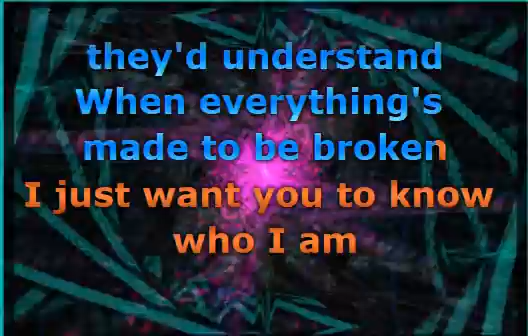 they'd understand
When everything's
made to be broken
I just want you to know
who I am